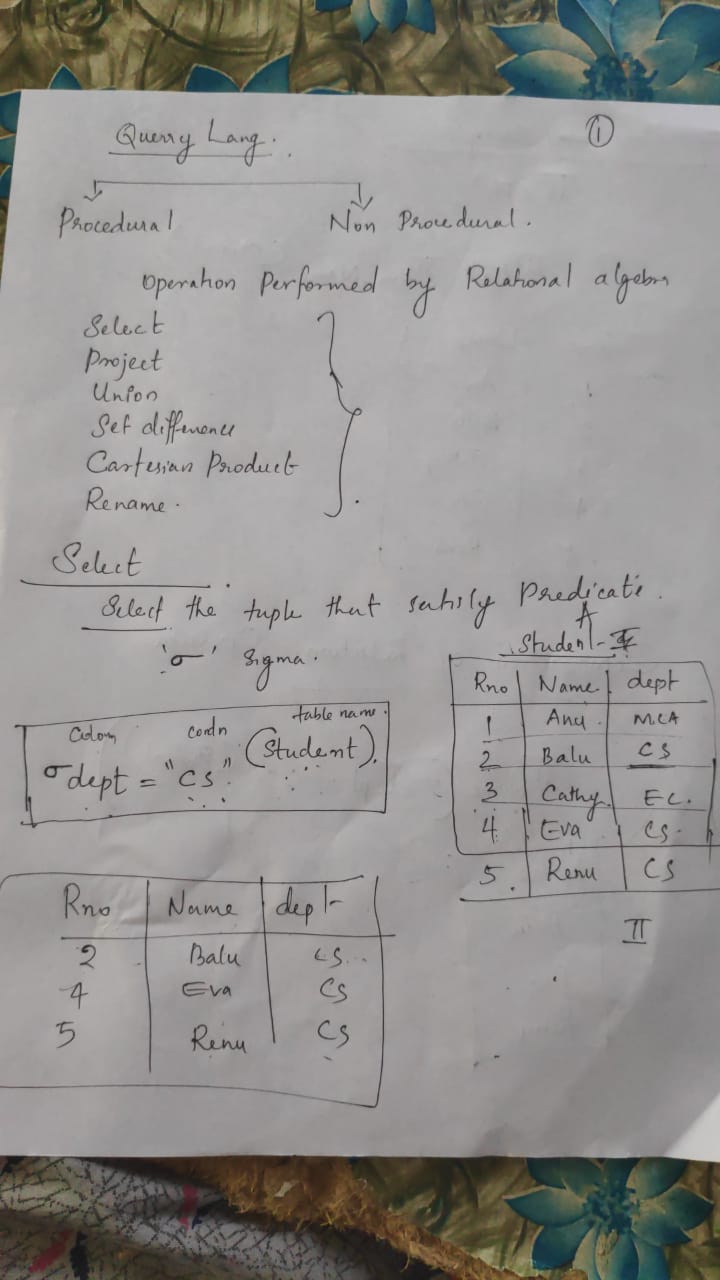 Query Lang.
①
Procedural Non Procedural.
Operation Performed by Relational algebra
Select
Project
Union
Set difference
Cartesian Product
Rename.
Select
Select the tuple that satisfy Predicate.
'σ' Sigma.
Student
Rno Name dept
1 Anu MCA
2 Balu CS
3 Cathy EC.
4 Eva CS.
5. Renu CS
II
Colom condn table name.
σ dept = "CS" (Student).
Rno Name dept
2 Balu CS
4 Eva CS
5 Renu CS